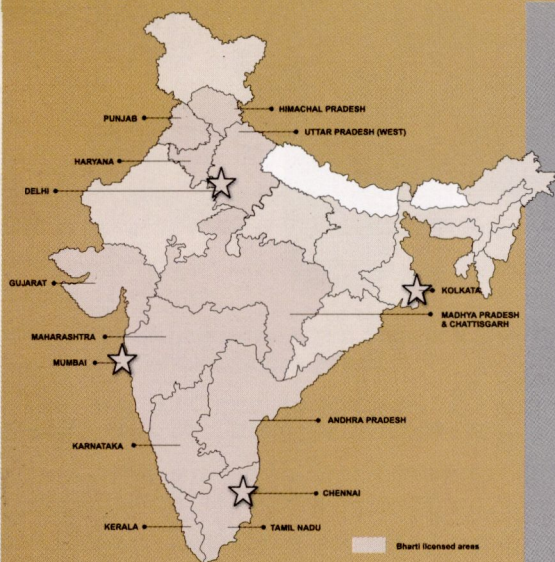 HIMACHAL PRADESH
PUNJAB
UTTAR PRADESH (WEST)
HARYANA
DELHI
GUJARAT
KOLKATA
MADHYA PRADESH
& CHATTISGARH
MAHARASHTRA
MUMBAI
ANDHRA PRADESH
KARNATAKA
CHENNAI
KERALA
TAMIL NADU
Bharti licensed areas